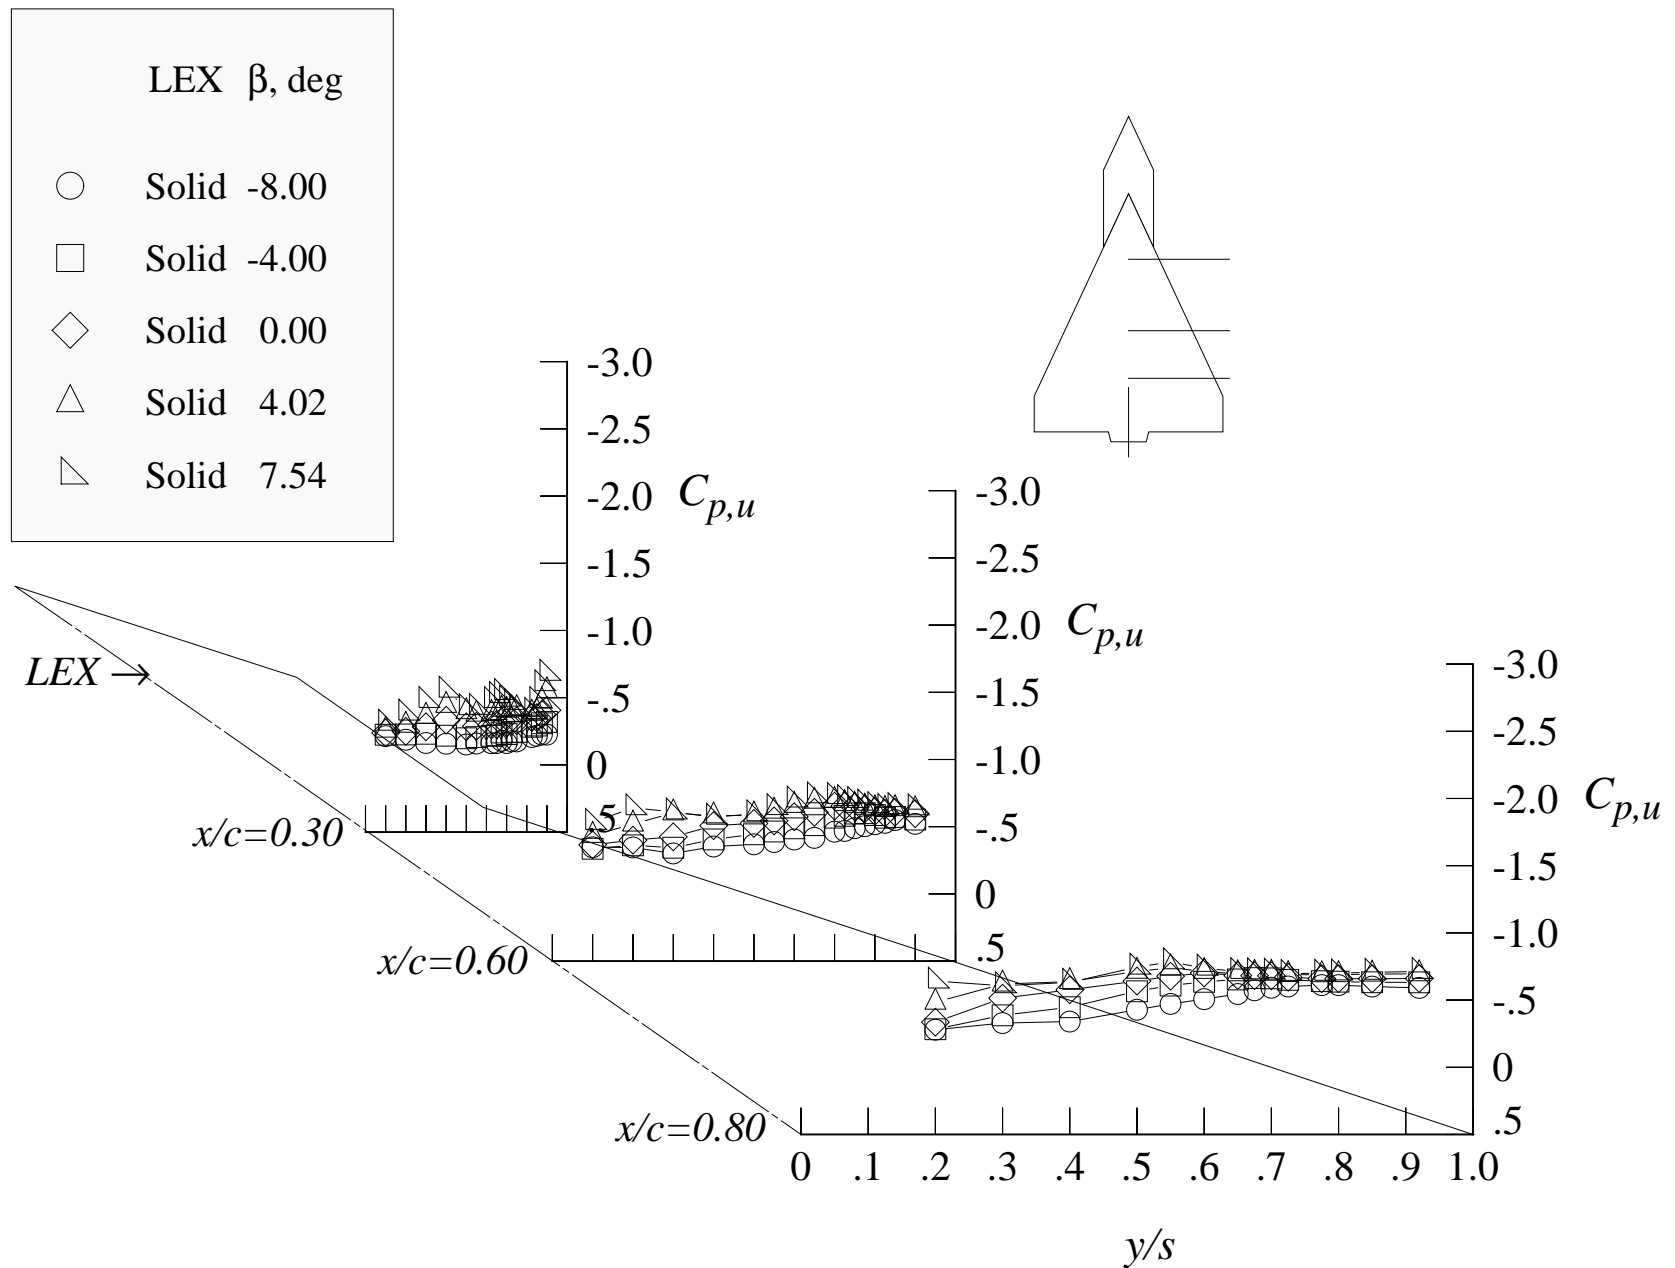 LEX β, deg
Solid -8.00
Solid -4.00
Solid 0.00
Solid 4.02
Solid 7.54
-3.0
-2.5
-2.0 Cp,u
-1.5
-1.0
-.5
0
.5
x/c=0.30
LEX →
-3.0
-2.5
-2.0 Cp,u
-1.5
-1.0
-.5
0
.5
x/c=0.60
-3.0
-2.5
-2.0 Cp,u
-1.5
-1.0
-.5
0
.5
x/c=0.80
0 .1 .2 .3 .4 .5 .6 .7 .8 .9 1.0
y/s